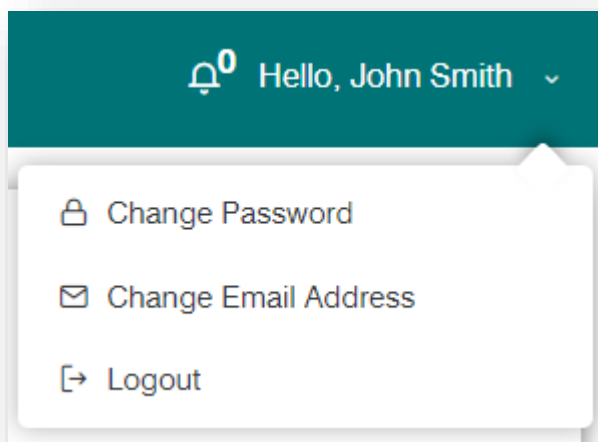 0 Hello, John Smith
Change Password
Change Email Address
Logout